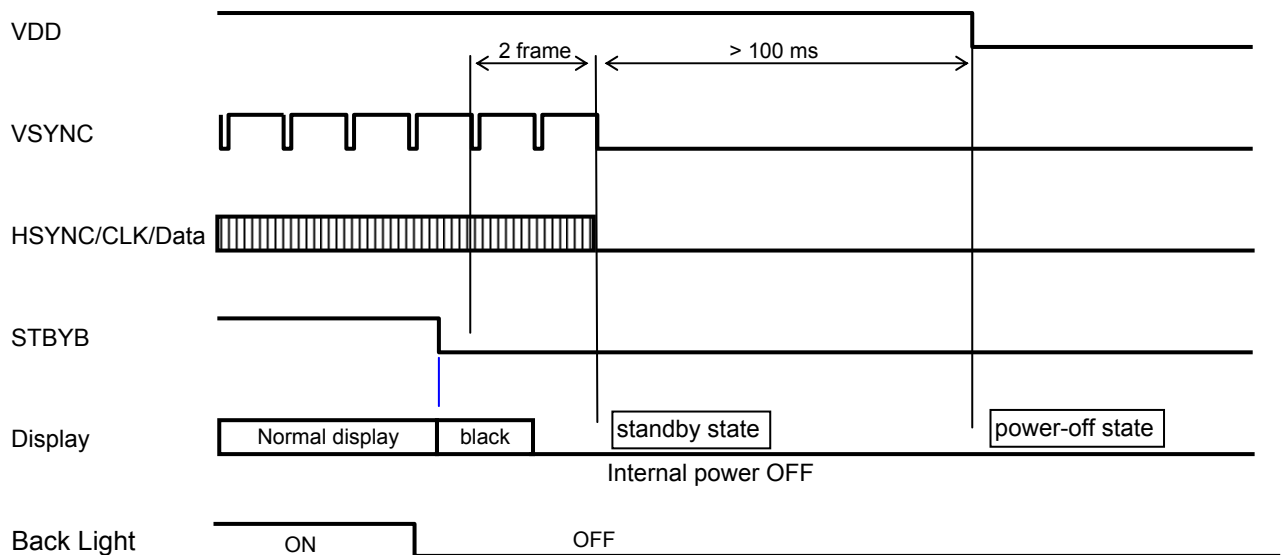 VDD
2 frame
> 100 ms
VSYNC
HSYNC/CLK/Data
STBYB
Display
Normal display
black
standby state
power-off state
Internal power OFF
Back Light
ON
OFF